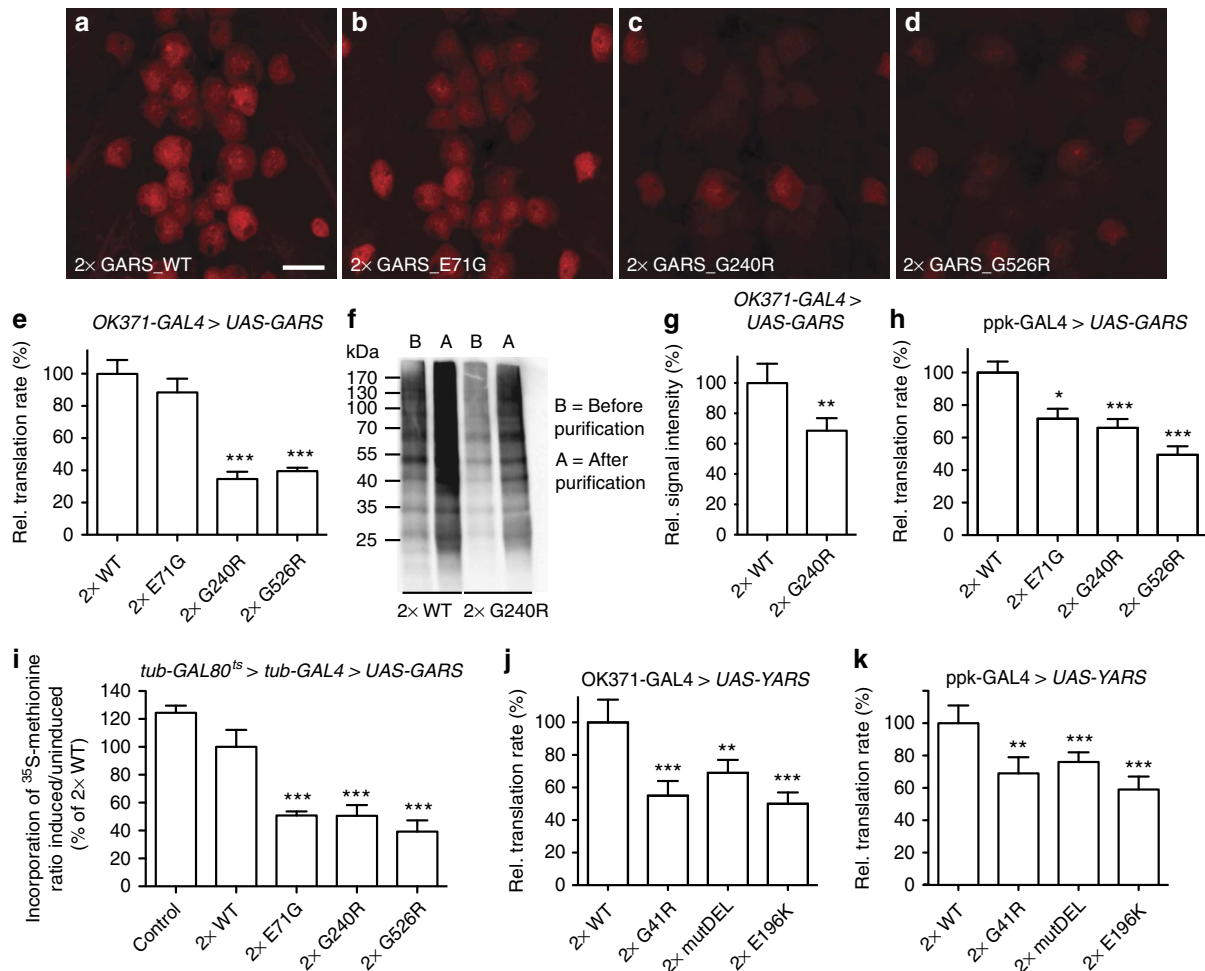 a
b
c
d
2× GARS_WT
2× GARS_E71G
2× GARS_G240R
2× GARS_G526R
e
OK371-GAL4 > UAS-GARS
Rel. translation rate (%)
100
80
60
40
20
0
***
***
2× WT
2× E71G
2× G240R
2× G526R
f
B A B A
kDa
170
130
100
70
55
40
35
25
B = Before
purification
A = After
purification
2× WT 2× G240R
g
OK371-GAL4 >
UAS-GARS
Rel. signal intensity (%)
100
80
60
40
20
0
**
2× WT
2× G240R
h
ppk-GAL4 > UAS-GARS
Rel. translation rate (%)
100
80
60
40
20
0
*
***
***
2× WT
2× E71G
2× G240R
2× G526R
i
tub-GAL80ts > tub-GAL4 > UAS-GARS
Incorporation of 35S-methionine
ratio induced/uninduced
(% of 2× WT)
140
120
100
80
60
40
20
0
***
***
***
Control
2× WT
2× E71G
2× G240R
2× G526R
j
OK371-GAL4 > UAS-YARS
Rel. translation rate (%)
100
80
60
40
20
0
***
**
***
2× WT
2× G41R
2× mutDEL
2× E196K
k
ppk-GAL4 > UAS-YARS
Rel. translation rate (%)
100
80
60
40
20
0
**
***
***
2× WT
2× G41R
2× mutDEL
2× E196K